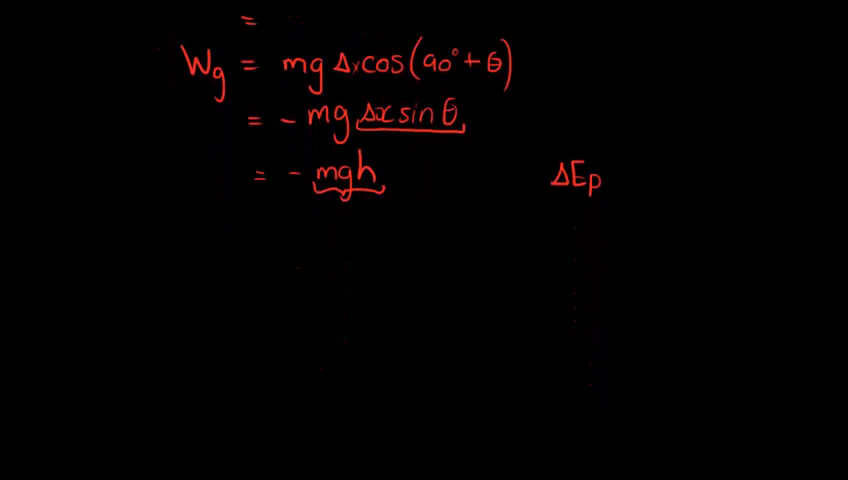 =
Wg = mg Δx cos(90° + θ)
= - mg Δx sin θ
= - mgh ΔEp